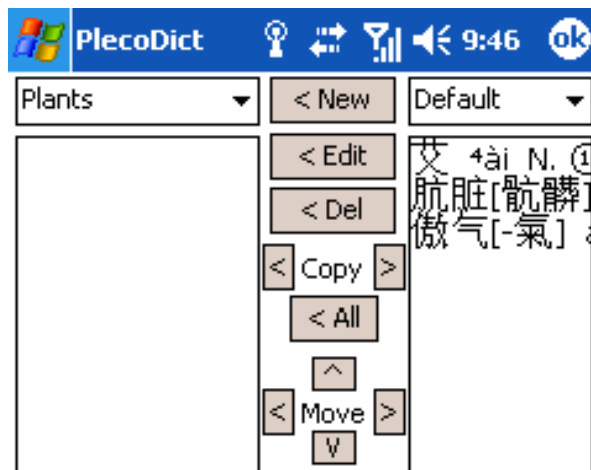 PlecoDict 9:46 ok
Plants < New Default
< Edit
< Del
< Copy >
< All
^
< Move >
V
艾 ⁴ài N. ①
肮脏[骯髒]
傲气[-氣]